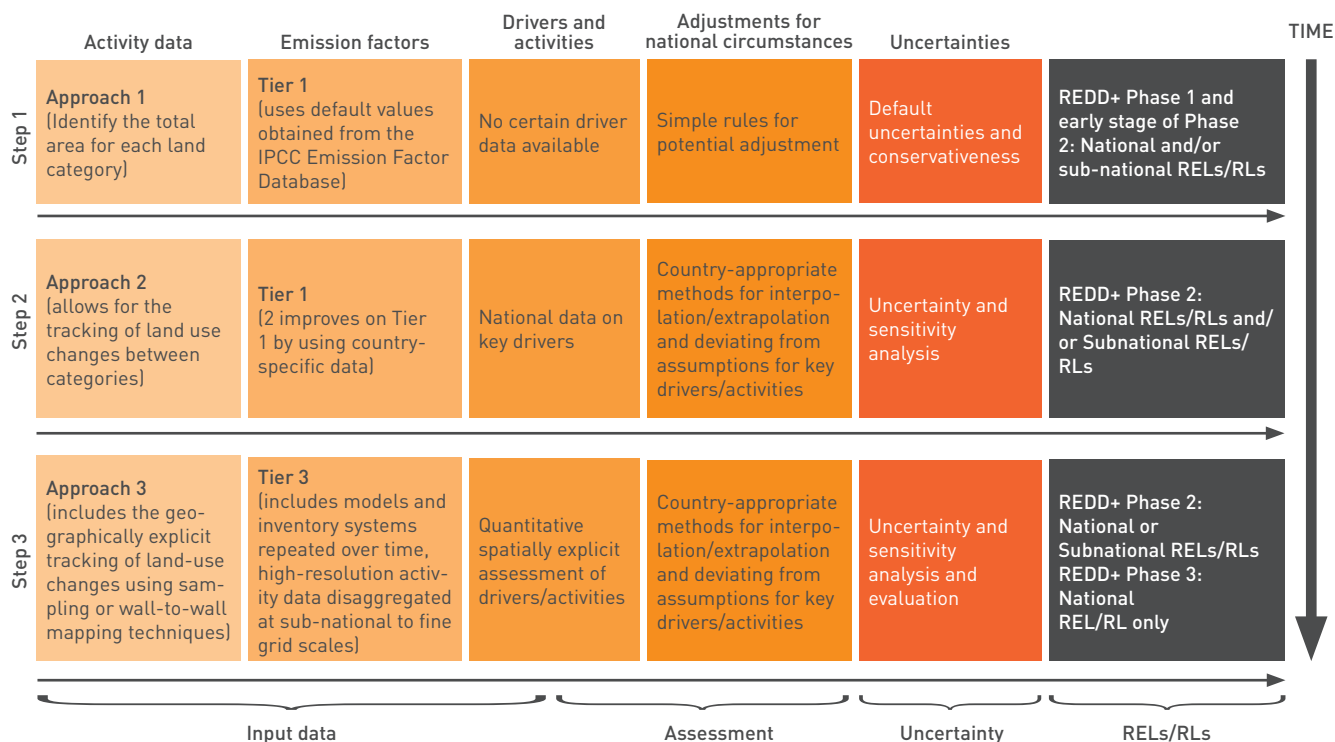 Activity data
Emission factors
Drivers and
activities
Adjustments for
national circumstances
Uncertainties
TIME
Step 1
Approach 1
(Identify the total
area for each land
category)
Tier 1
(uses default values
obtained from the
IPCC Emission Factor
Database)
No certain driver
data available
Simple rules for
potential adjustment
Default
uncertainties and
conservativeness
REDD+ Phase 1 and
early stage of Phase
2: National and/or
sub-national RELs/RLs
Step 2
Approach 2
(allows for the
tracking of land use
changes between
categories)
Tier 1
(2 improves on Tier
1 by using country-
specific data)
National data on
key drivers
Country-appropriate
methods for interpo-
lation/extrapolation
and deviating from
assumptions for key
drivers/activities
Uncertainty and
sensitivity
analysis
REDD+ Phase 2:
National RELs/RLs and/
or Subnational RELs/
RLs
Step 3
Approach 3
(includes the geo-
graphically explicit
tracking of land-use
changes using sam-
pling or wall-to-wall
mapping techniques)
Tier 3
(includes models and
inventory systems
repeated over time,
high-resolution activ-
ity data disaggregated
at sub-national to fine
grid scales)
Quantitative
spatially explicit
assessment of
drivers/activities
Country-appropriate
methods for interpo-
lation/extrapolation
and deviating from
assumptions for key
drivers/activities
Uncertainty and
sensitivity
analysis and
evaluation
REDD+ Phase 2:
National or
Subnational RELs/RLs
REDD+ Phase 3:
National
REL/RL only
Input data
Assessment
Uncertainty
RELs/RLs